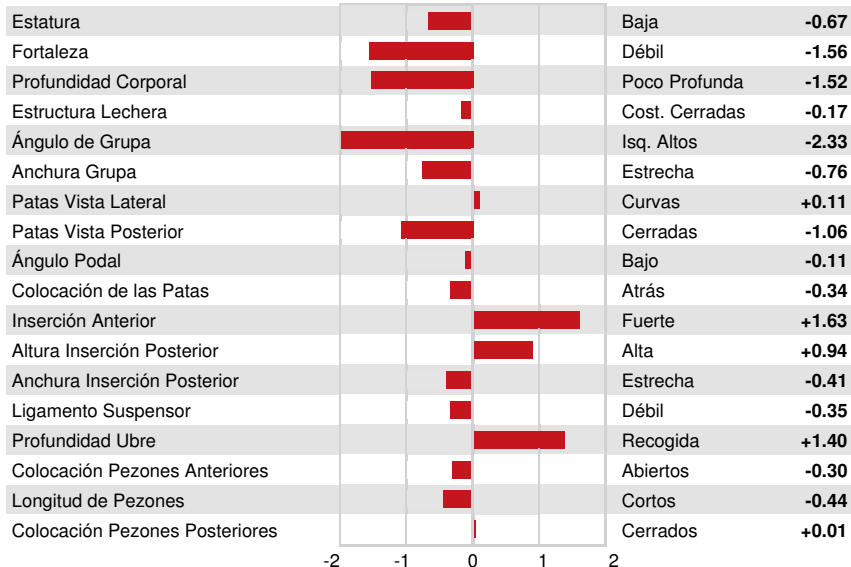 Estatura Baja -0.67
Fortaleza Débil -1.56
Profundidad Corporal Poco Profunda -1.52
Estructura Lechera Cost. Cerradas -0.17
Ángulo de Grupa Isq. Altos -2.33
Anchura Grupa Estrecha -0.76
Patas Vista Lateral Curvas +0.11
Patas Vista Posterior Cerradas -1.06
Ángulo Podal Bajo -0.11
Colocación de las Patas Atrás -0.34
Inserción Anterior Fuerte +1.63
Altura Inserción Posterior Alta +0.94
Anchura Inserción Posterior Estrecha -0.41
Ligamento Suspensor Débil -0.35
Profundidad Ubre Recogida +1.40
Colocación Pezones Anteriores Abiertos -0.30
Longitud de Pezones Cortos -0.44
Colocación Pezones Posteriores Cerrados +0.01
-2 -1 0 1 2